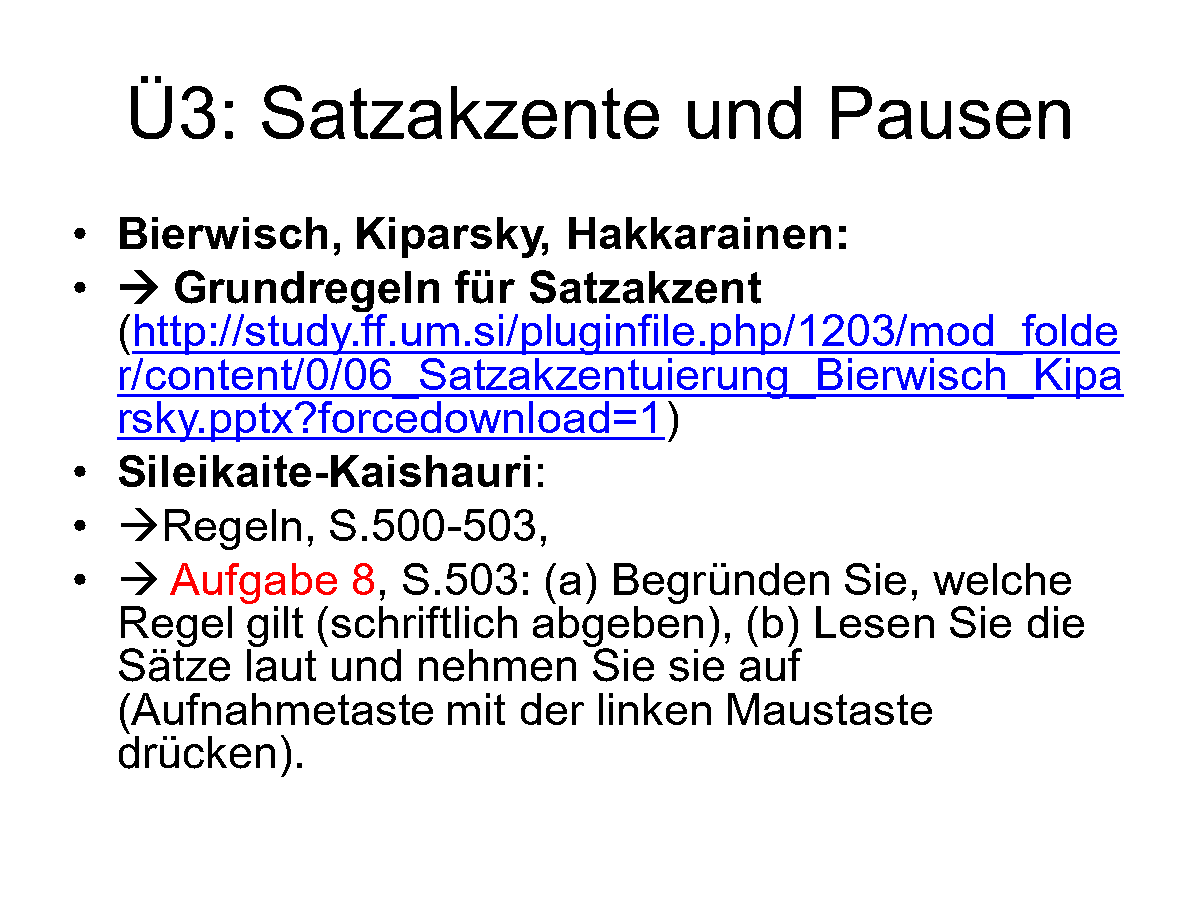 Ü3: Satzakzente und Pausen
• Bierwisch, Kiparsky, Hakkarainen:
• → Grundregeln für Satzakzent
(http://study.ff.um.si/pluginfile.php/1203/mod_folde
r/content/0/06_Satzakzentuierung_Bierwisch_Kipa
rsky.pptx?forcedownload=1)
• Sileikaite-Kaishauri:
• →Regeln, S.500-503,
• → Aufgabe 8, S.503: (a) Begründen Sie, welche
Regel gilt (schriftlich abgeben), (b) Lesen Sie die
Sätze laut und nehmen Sie sie auf
(Aufnahmetaste mit der linken Maustaste
drücken).